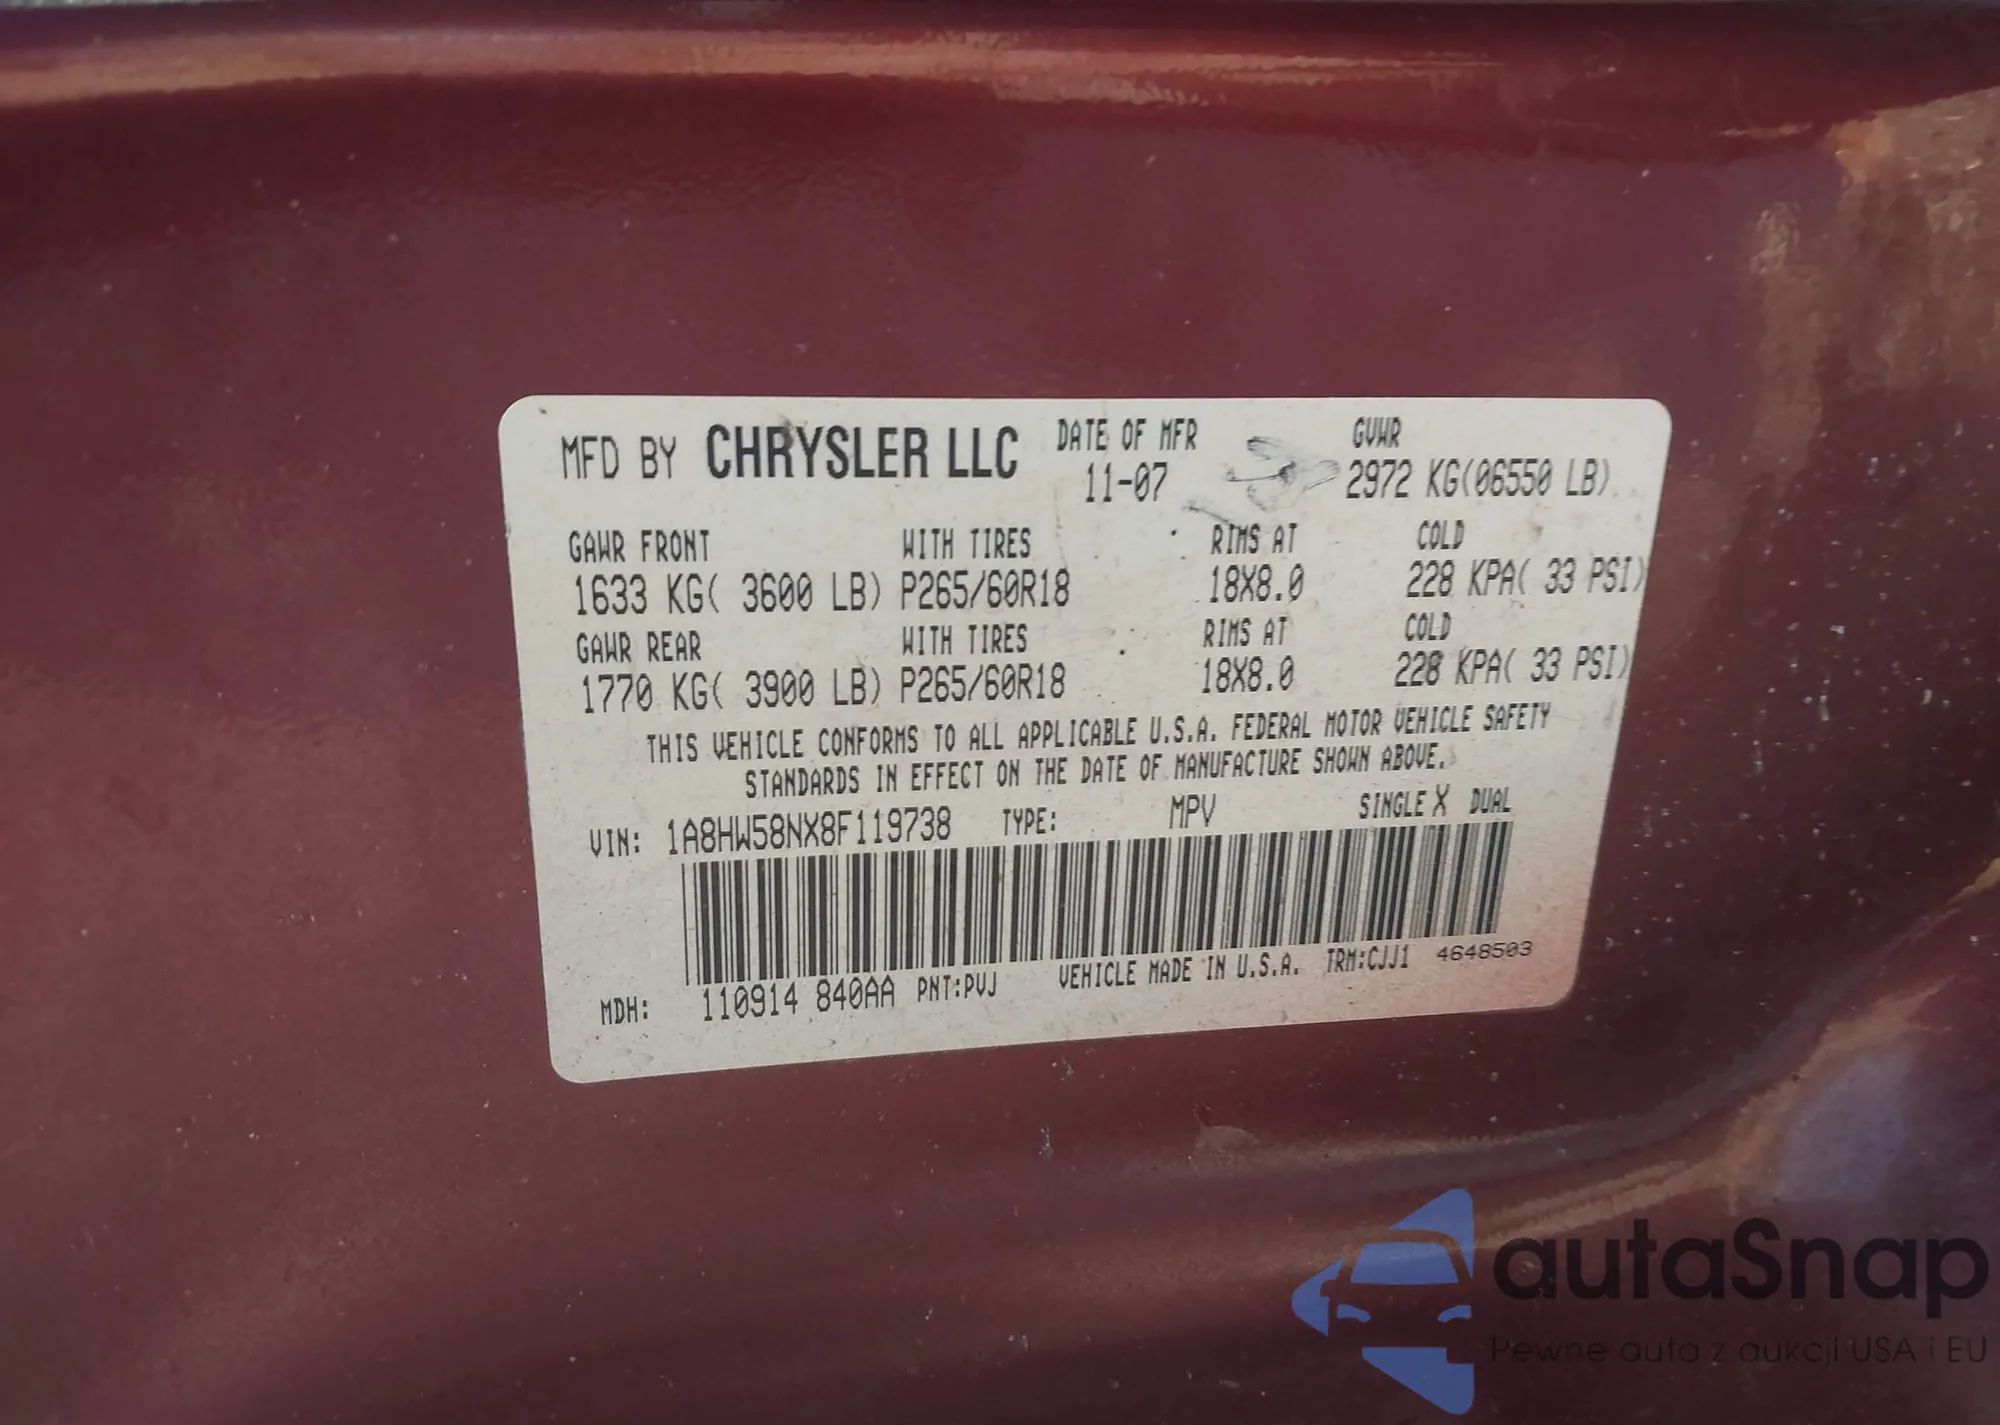 MFD BY CHRYSLER LLC DATE OF MFR GVWR
11-07 2972 KG(06550 LB)
GAWR FRONT WITH TIRES RIMS AT COLD
1633 KG( 3600 LB) P265/60R18 18X8.0 228 KPA( 33 PSI)
GAWR REAR WITH TIRES RIMS AT COLD
1770 KG( 3900 LB) P265/60R18 18X8.0 228 KPA( 33 PSI)
THIS VEHICLE CONFORMS TO ALL APPLICABLE U.S.A. FEDERAL MOTOR VEHICLE SAFETY
STANDARDS IN EFFECT ON THE DATE OF MANUFACTURE SHOWN ABOVE.
VIN: 1A8HW58NX8F119738 TYPE: MPV SINGLE X DUAL
MDH: 110914 840AA PNT:PVJ VEHICLE MADE IN U.S.A. TRM:CJJ1 4648503
autaSnap
Pewne auta z aukcji USA i EU